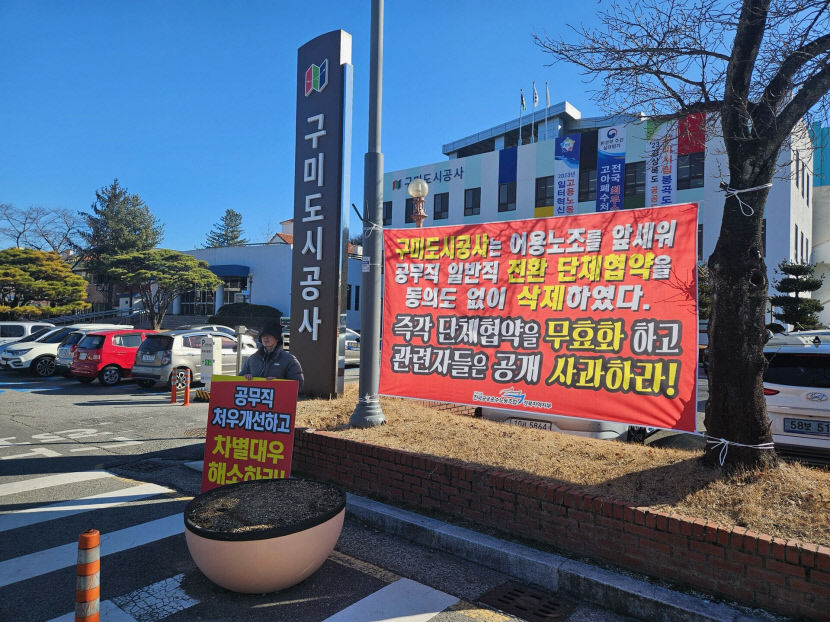 구미도시공사
구미도시공사
구미도시공사는 어용노조를 앞세워
공무직 일반직 전환 단체협약을
동의도 없이 삭제하였다.
즉각 단체협약을 무효화 하고
관련자들은 공개 사과하라!
공무직
처우개선하고
차별대우
해소하라!!